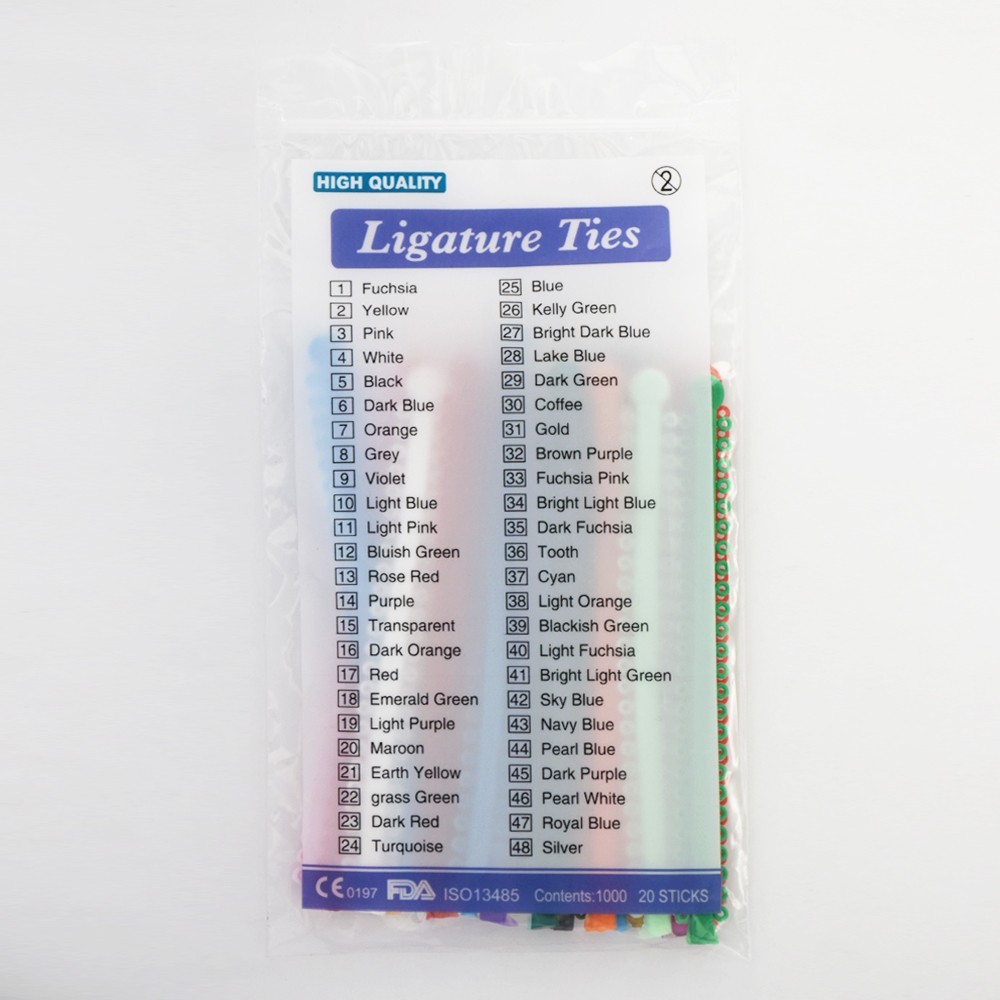 HIGH QUALITY
2
Ligature Ties
1 Fuchsia
2 Yellow
3 Pink
4 White
5 Black
6 Dark Blue
7 Orange
8 Grey
9 Violet
10 Light Blue
11 Light Pink
12 Bluish Green
13 Rose Red
14 Purple
15 Transparent
16 Dark Orange
17 Red
18 Emerald Green
19 Light Purple
20 Maroon
21 Earth Yellow
22 grass Green
23 Dark Red
24 Turquoise
25 Blue
26 Kelly Green
27 Bright Dark Blue
28 Lake Blue
29 Dark Green
30 Coffee
31 Gold
32 Brown Purple
33 Fuchsia Pink
34 Bright Light Blue
35 Dark Fuchsia
36 Tooth
37 Cyan
38 Light Orange
39 Blackish Green
40 Light Fuchsia
41 Bright Light Green
42 Sky Blue
43 Navy Blue
44 Pearl Blue
45 Dark Purple
46 Pearl White
47 Royal Blue
48 Silver
CE 0197 FDA ISO13485 Contents:1000 20 STICKS